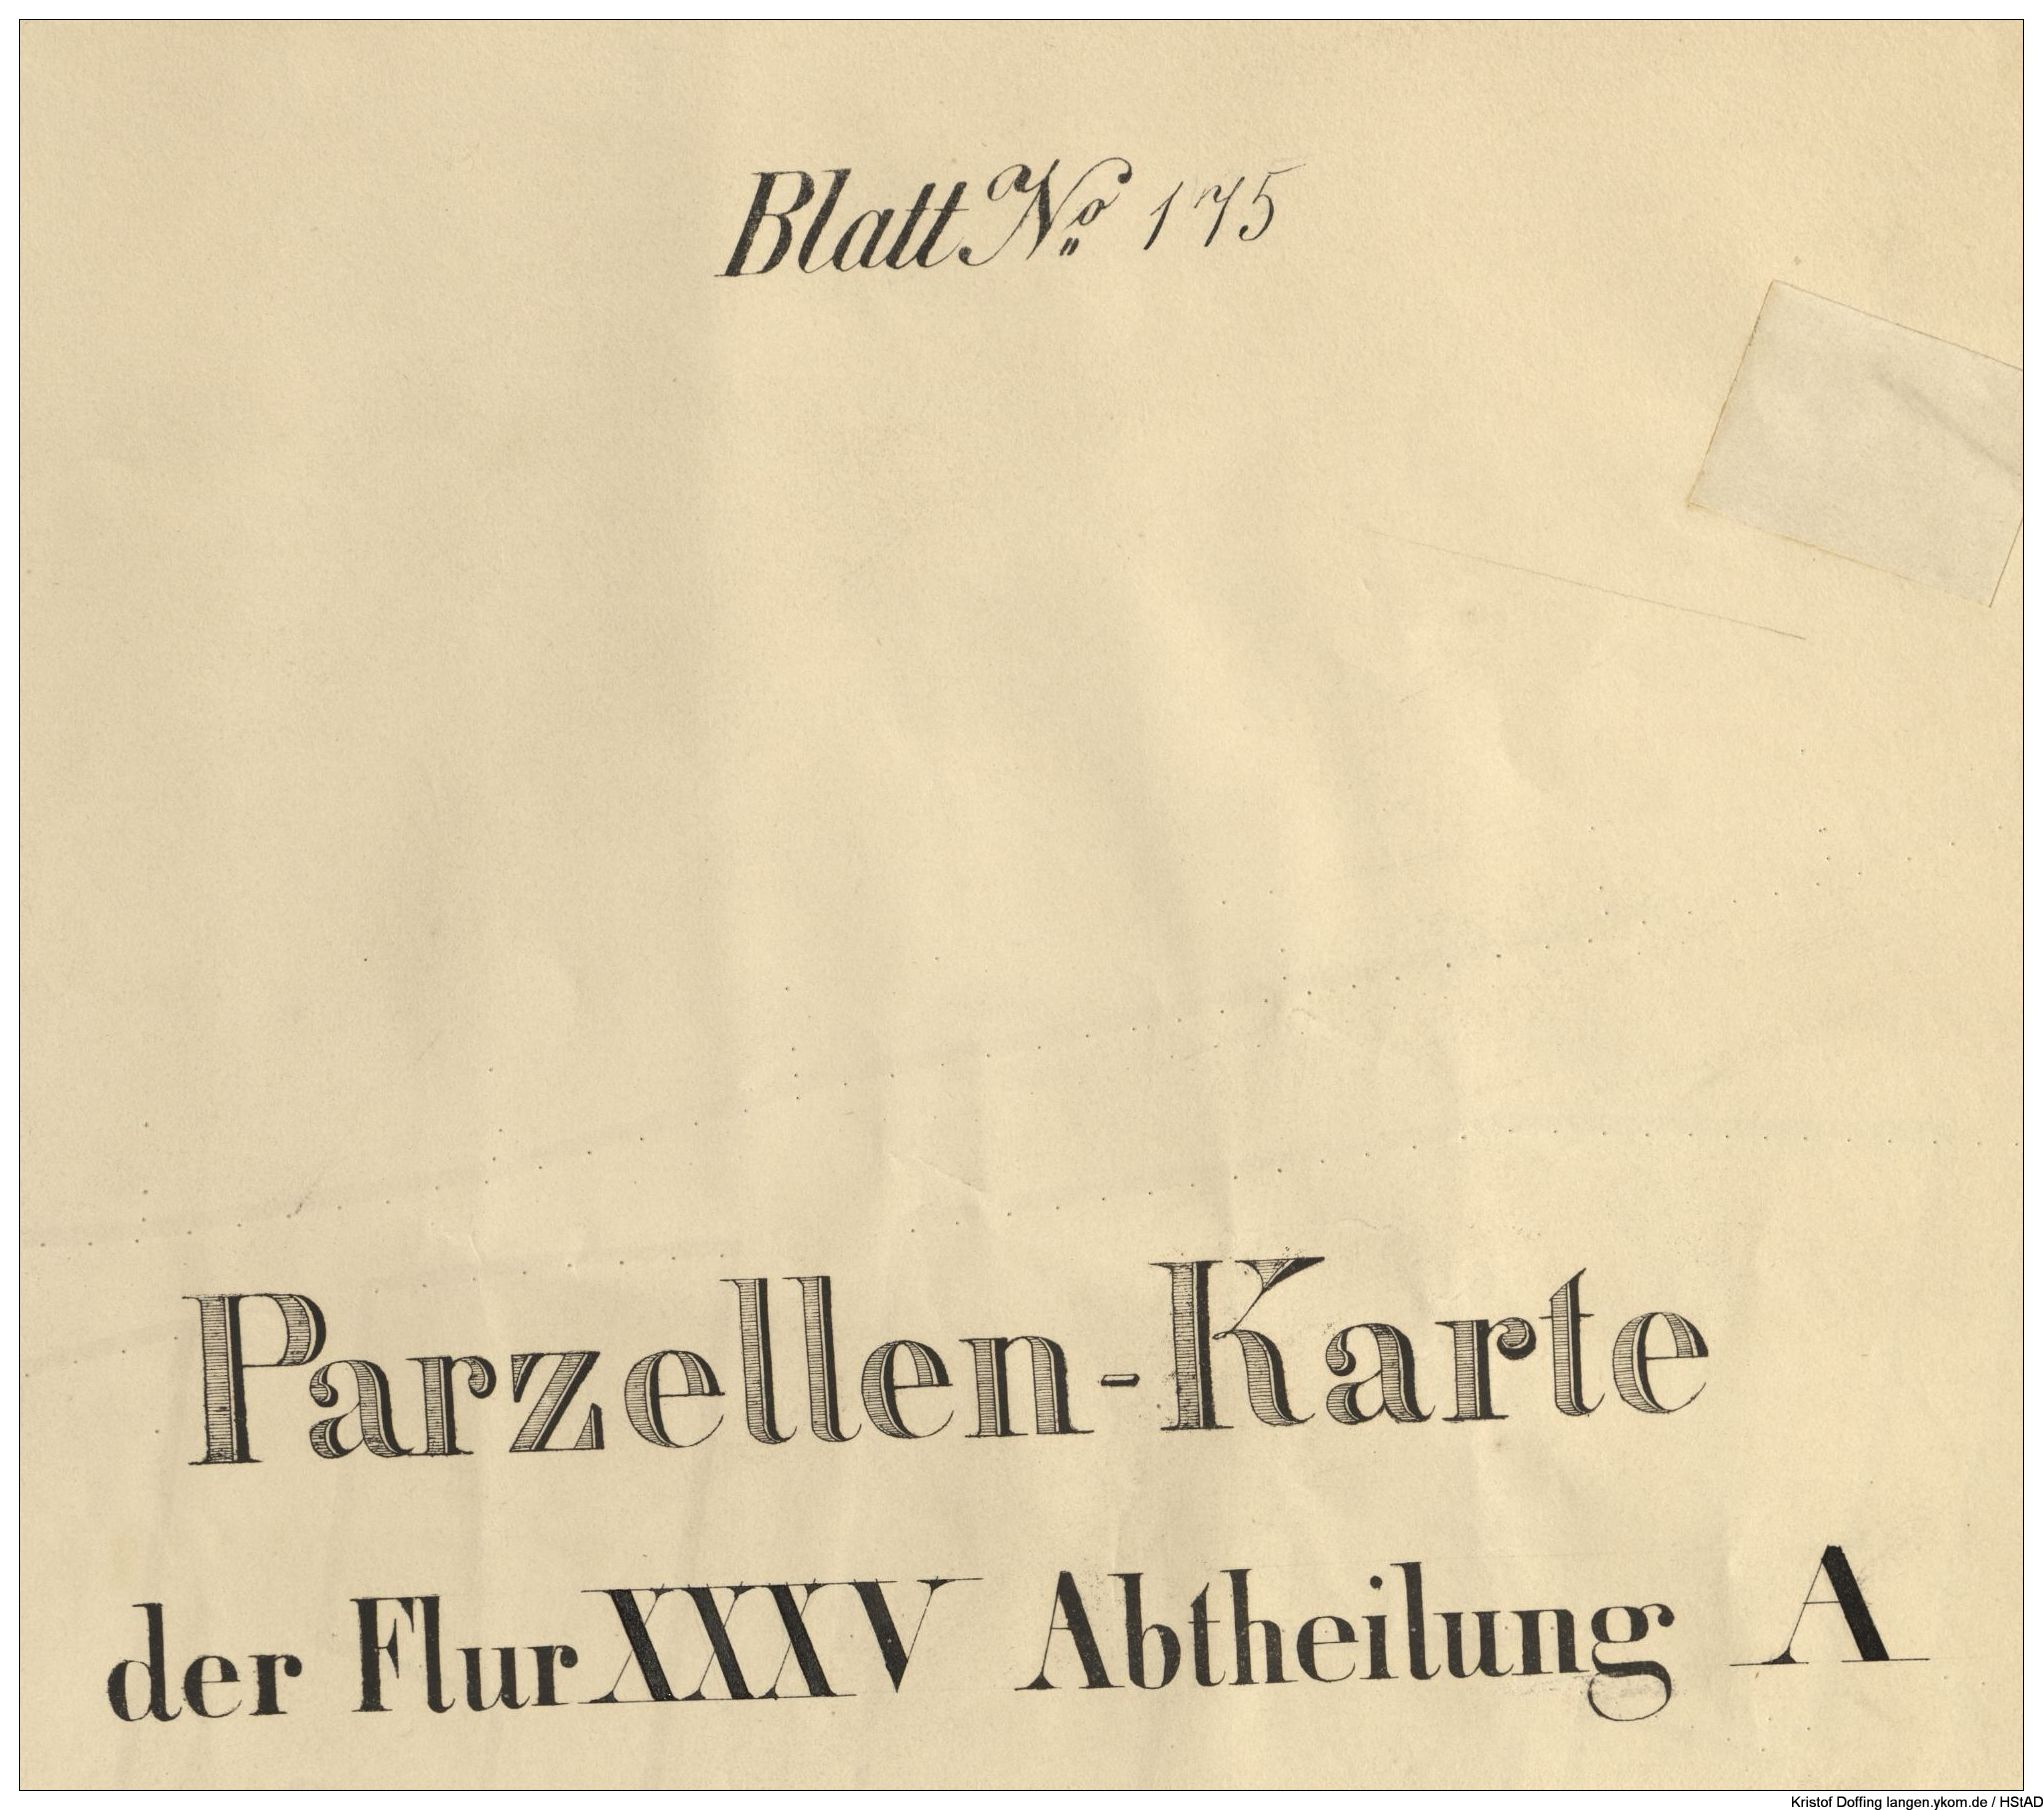 Blatt No. 175
Parzellen-Karte
der Flur XXXV Abtheilung A
Kristof Doffing langen.ykom.de / HStAD